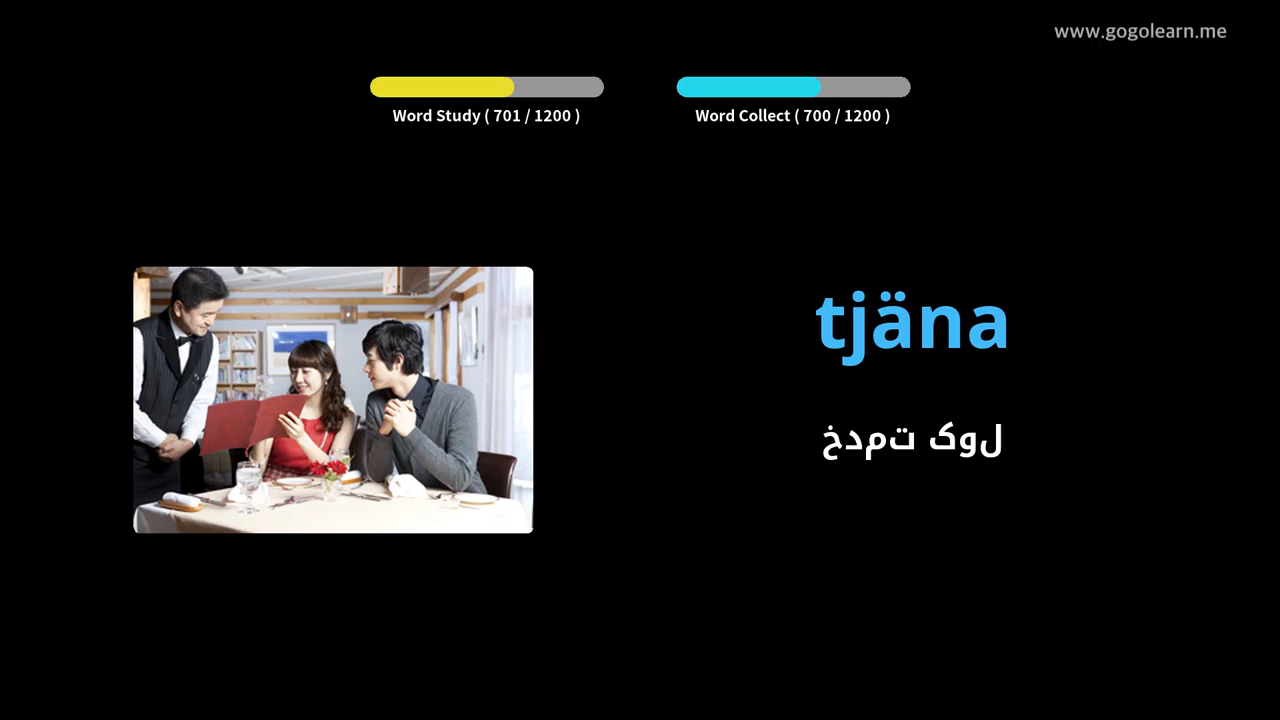 www.gogolearn.me
Word Study ( 701 / 1200 )
Word Collect ( 700 / 1200 )
tjäna
خدمت کول